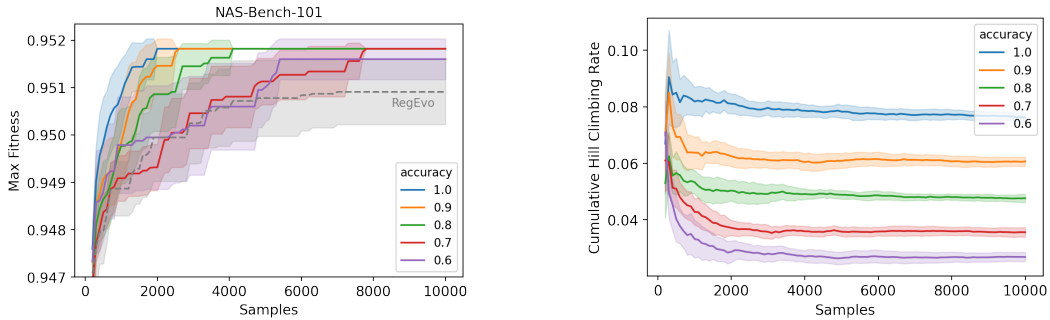 NAS-Bench-101
Max Fitness
0.952
0.951
0.950
0.949
0.948
0.947
RegEvo
accuracy
1.0
0.9
0.8
0.7
0.6
0 2000 4000 6000 8000 10000
Samples
Cumulative Hill Climbing Rate
0.10
0.08
0.06
0.04
accuracy
1.0
0.9
0.8
0.7
0.6
0 2000 4000 6000 8000 10000
Samples